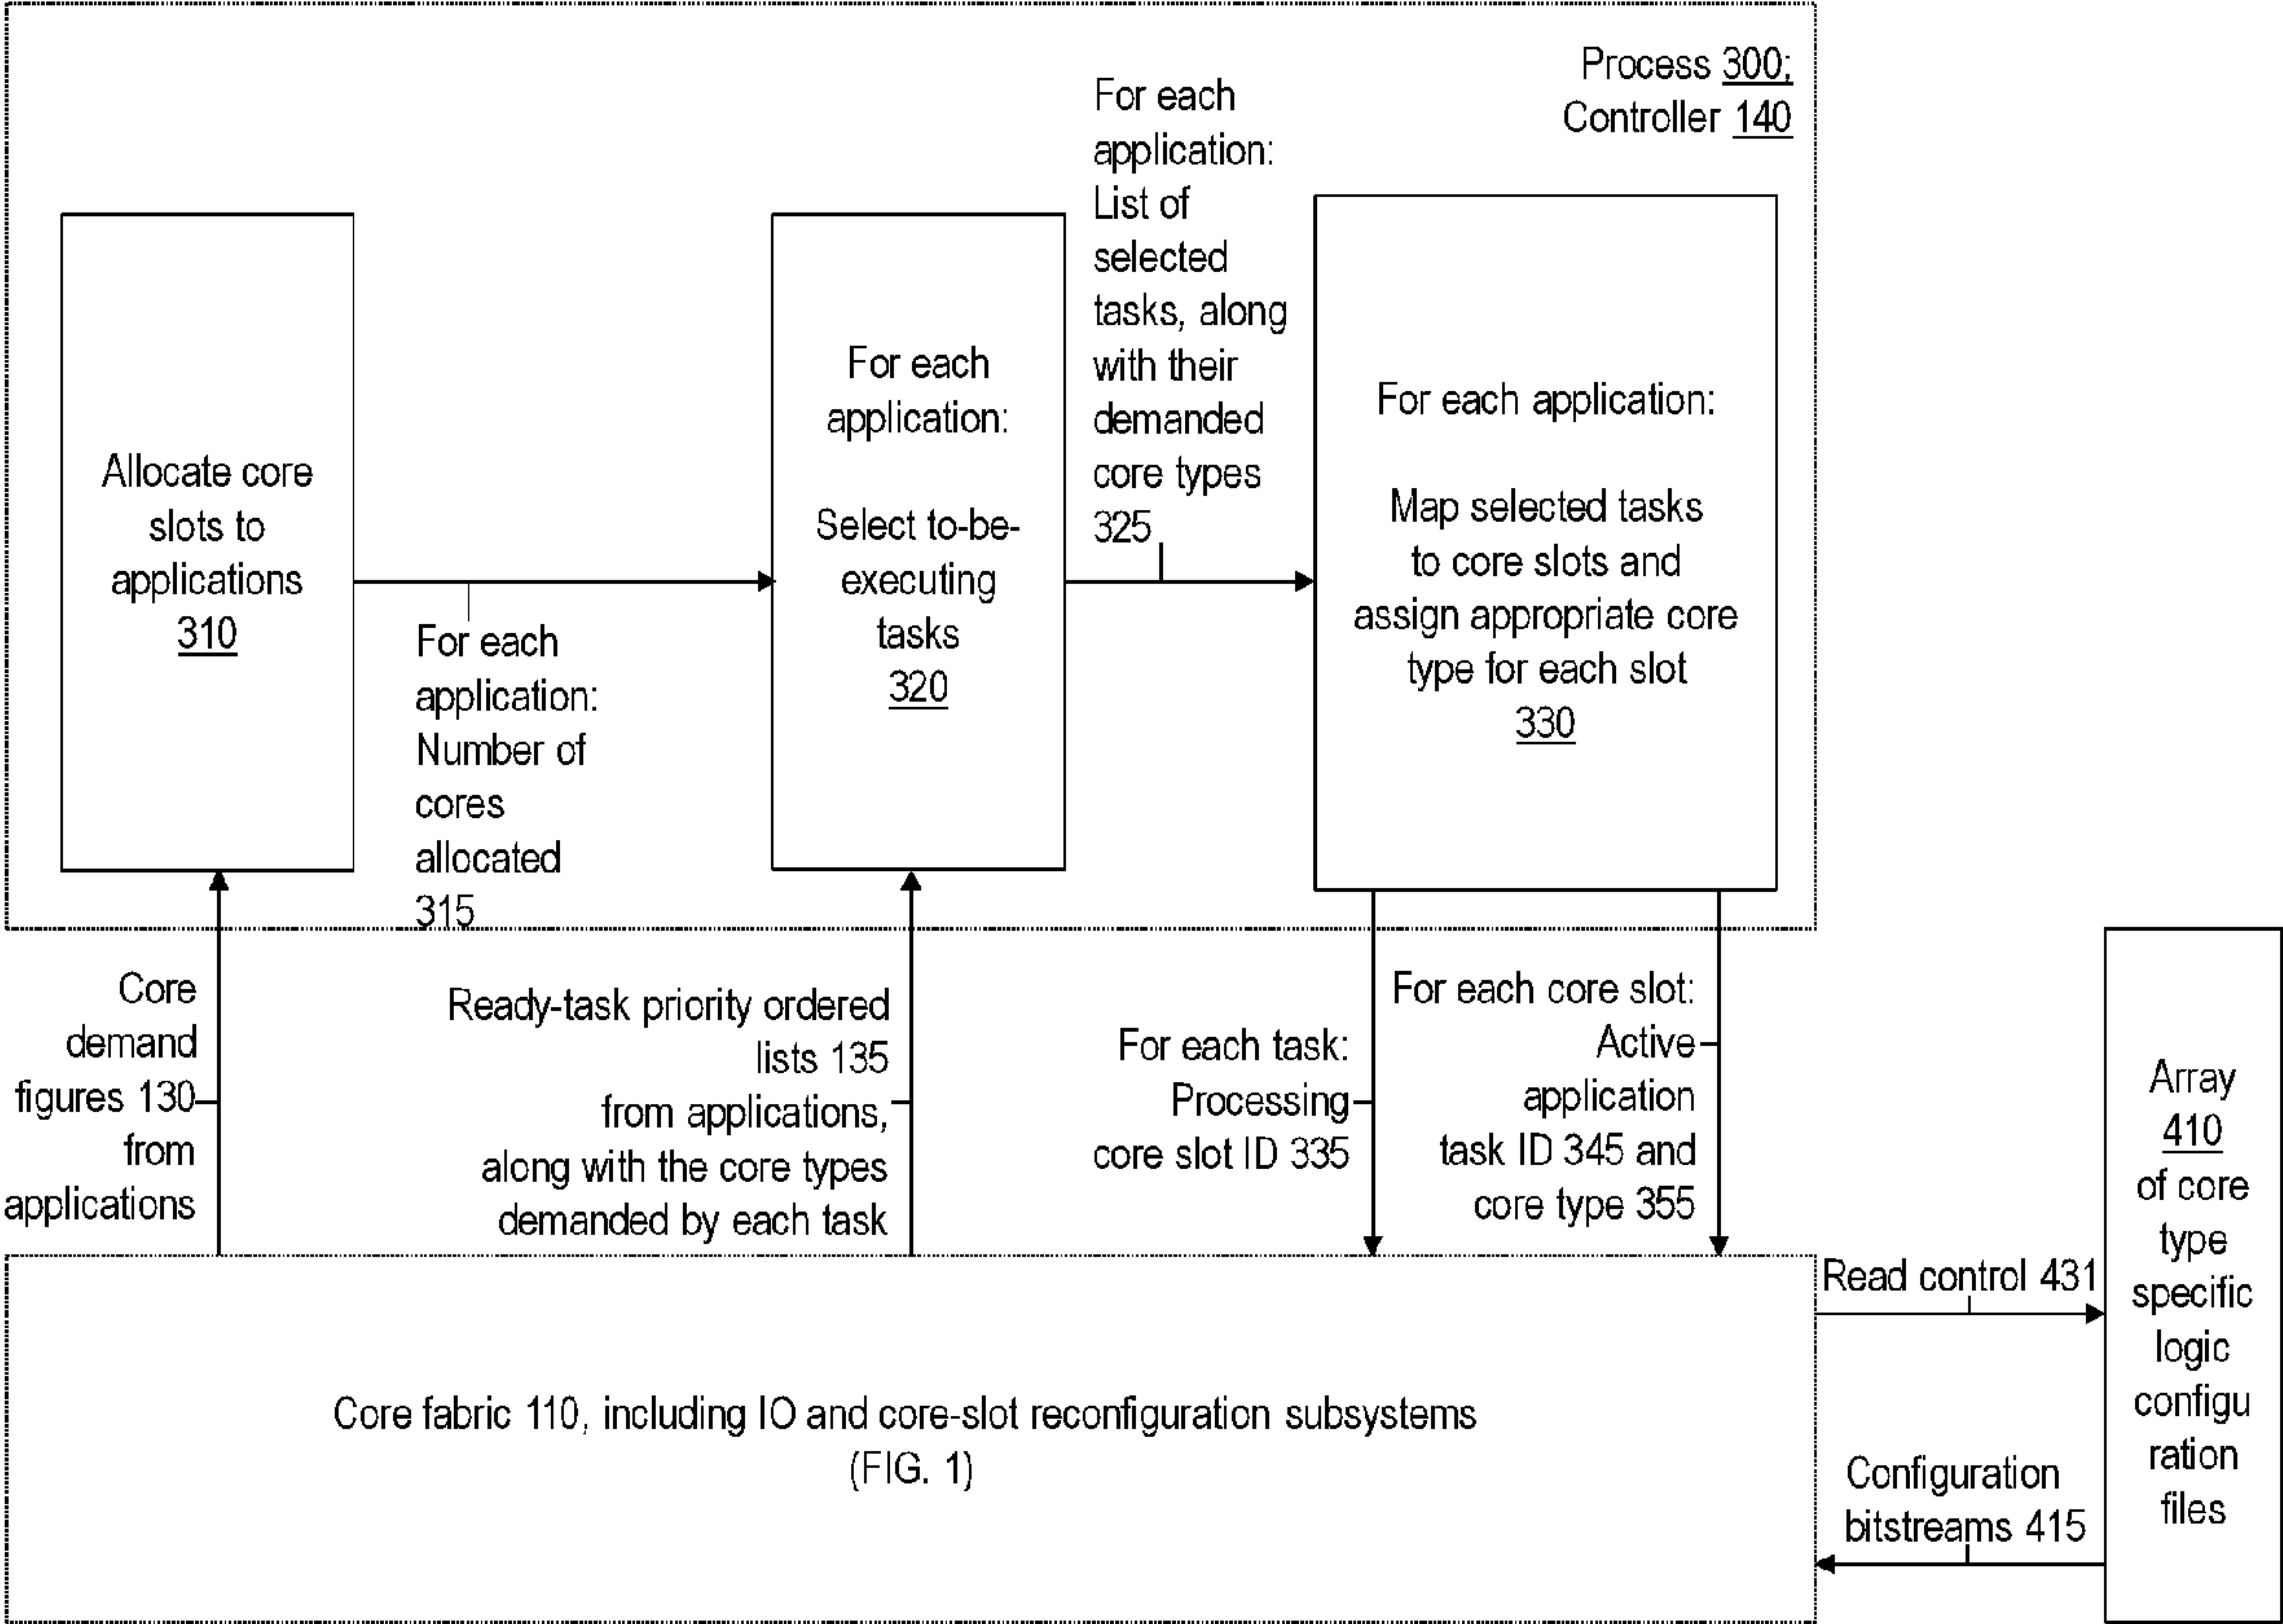 Process 300;
Controller 140
Allocate core
slots to
applications
310
For each
application:
Number of
cores
allocated
315
For each
application:
Select to-be-
executing
tasks
320
For each
application:
List of
selected
tasks, along
with their
demanded
core types
325
For each application:
Map selected tasks
to core slots and
assign appropriate core
type for each slot
330
Core
demand
figures 130
from
applications
Ready-task priority ordered
lists 135
from applications,
along with the core types
demanded by each task
For each task:
Processing
core slot ID 335
For each core slot:
Active
application
task ID 345 and
core type 355
Core fabric 110, including IO and core-slot reconfiguration subsystems
(FIG. 1)
Read control 431
Configuration
bitstreams 415
Array
410
of core
type
specific
logic
configu
ration
files